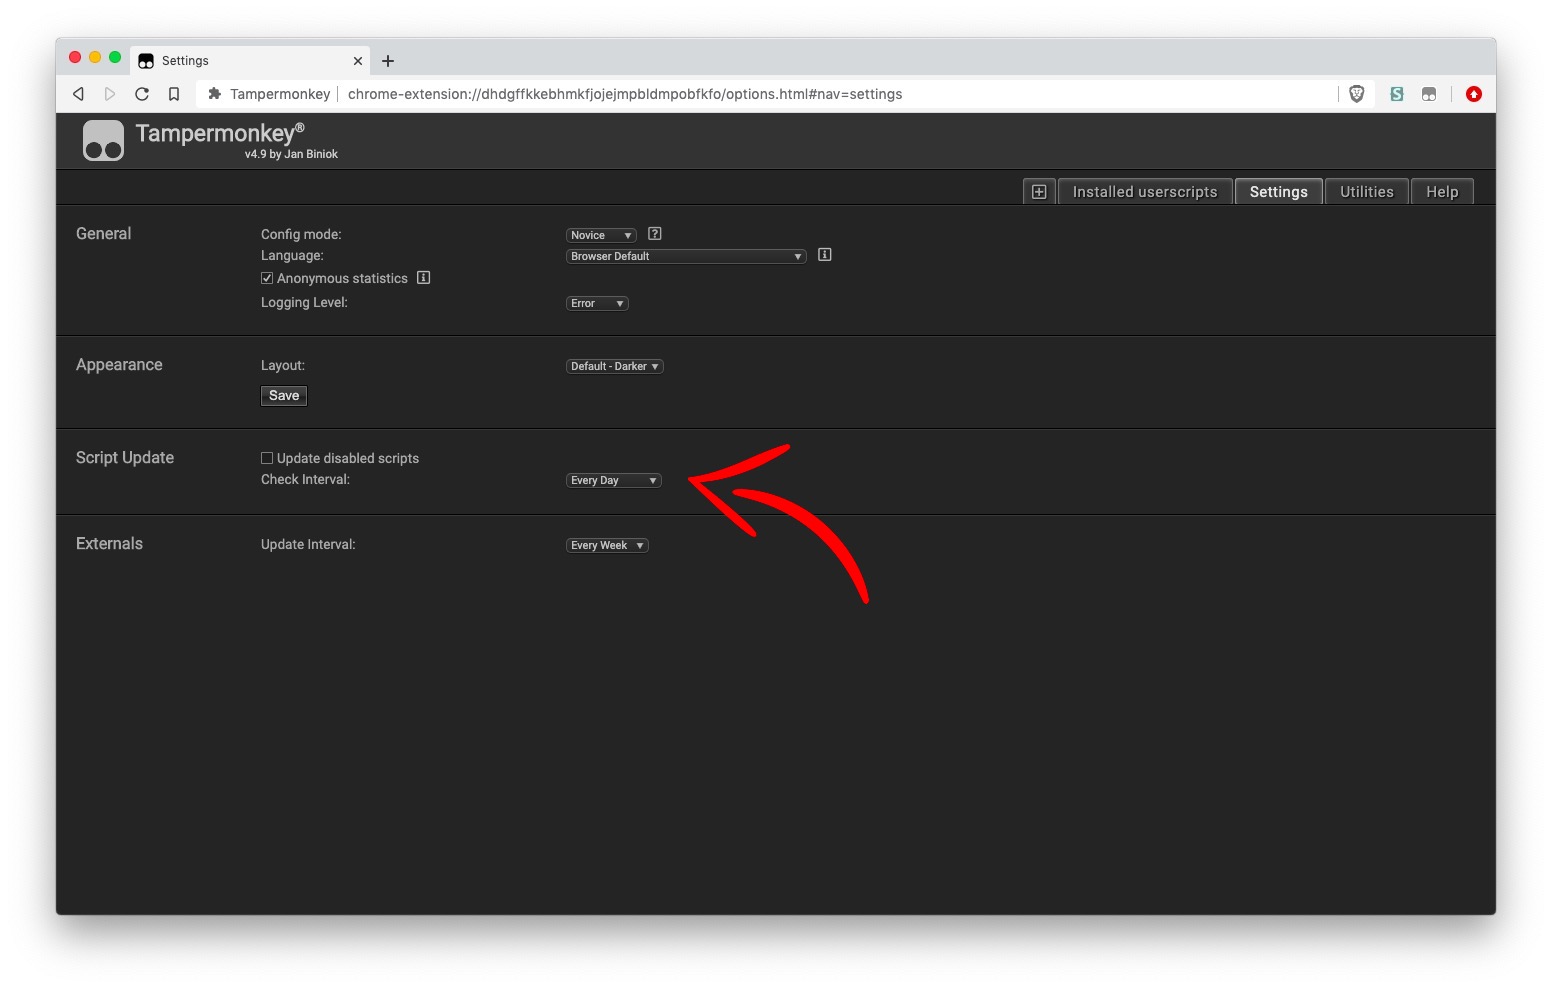 Settings
Tampermonkey chrome-extension://dhdgffkkebhmkfjojejmpbldmpobfkfo/options.html#nav=settings
Tampermonkey®
v4.9 by Jan Biniok
Installed userscripts Settings Utilities Help
General Config mode: Novice
Language: Browser Default
Anonymous statistics
Logging Level: Error
Appearance Layout: Default - Darker
Save
Script Update Update disabled scripts
Check Interval: Every Day
Externals Update Interval: Every Week